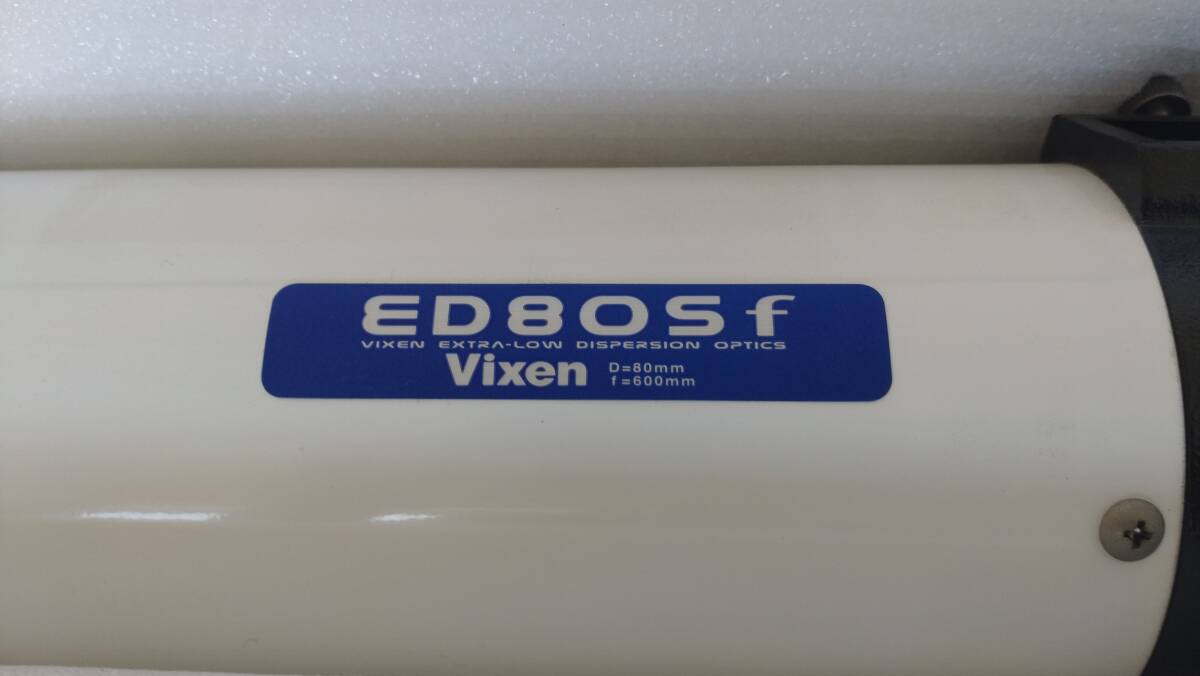 ED80Sf
VIXEN EXTRA-LOW DISPERSION OPTICS
Vixen
D=80mm
f=600mm